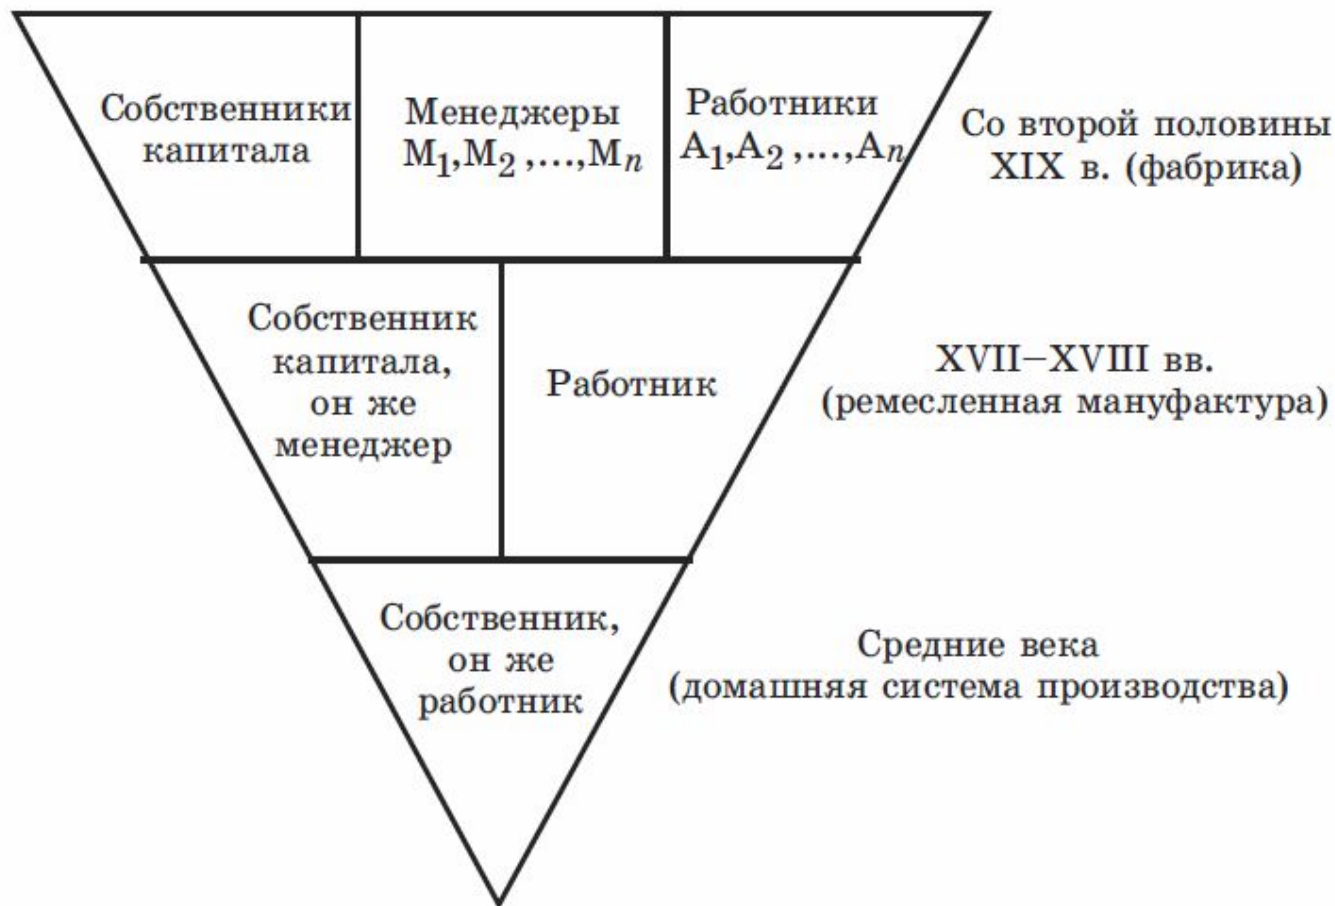 Собственники
капитала
Менеджеры
M₁,M₂,...,Mₙ
Работники
A₁,A₂,...,Aₙ
Со второй половины
XIX в. (фабрика)
Собственник
капитала,
он же
менеджер
Работник
XVII–XVIII вв.
(ремесленная мануфактура)
Собственник,
он же
работник
Средние века
(домашняя система производства)